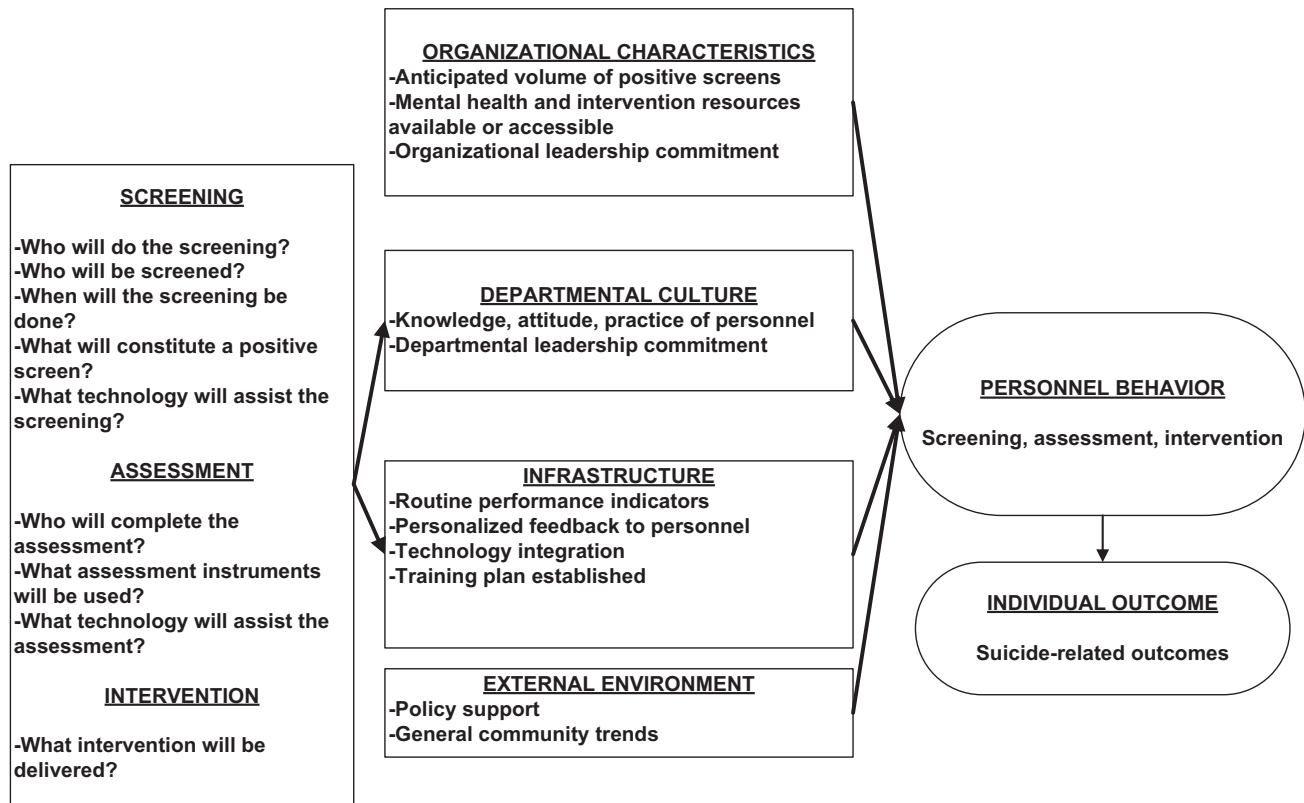 SCREENING
-Who will do the screening?
-Who will be screened?
-When will the screening be
done?
-What will constitute a positive
screen?
-What technology will assist the
screening?
ASSESSMENT
-Who will complete the
assessment?
-What assessment instruments
will be used?
-What technology will assist the
assessment?
INTERVENTION
-What intervention will be
delivered?
ORGANIZATIONAL CHARACTERISTICS
-Anticipated volume of positive screens
-Mental health and intervention resources
available or accessible
-Organizational leadership commitment
DEPARTMENTAL CULTURE
-Knowledge, attitude, practice of personnel
-Departmental leadership commitment
INFRASTRUCTURE
-Routine performance indicators
-Personalized feedback to personnel
-Technology integration
-Training plan established
EXTERNAL ENVIRONMENT
-Policy support
-General community trends
PERSONNEL BEHAVIOR
Screening, assessment, intervention
INDIVIDUAL OUTCOME
Suicide-related outcomes